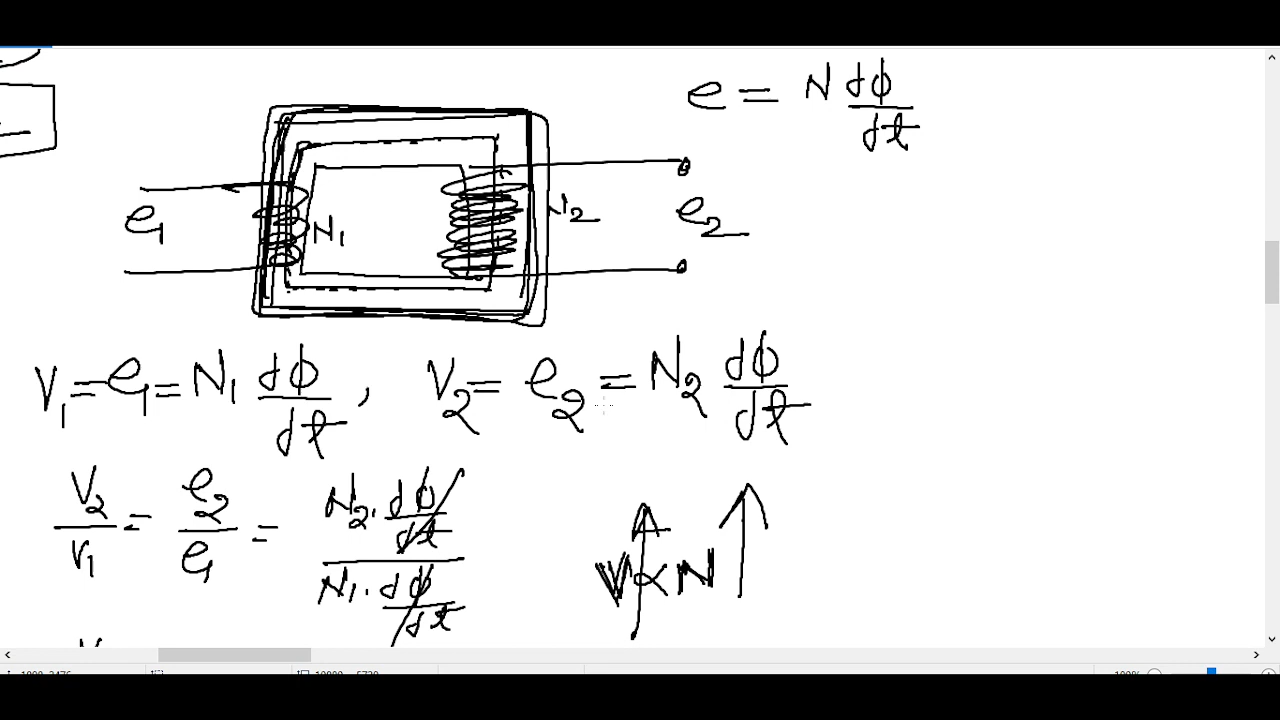 e = N dϕ/dt
e1 N1 N2 e2
V1 = e1 = N1 dϕ/dt , V2 = e2 = N2 dϕ/dt
V2/V1 = e2/e1 = N2. dϕ/dt / N1. dϕ/dt
V ∝ N